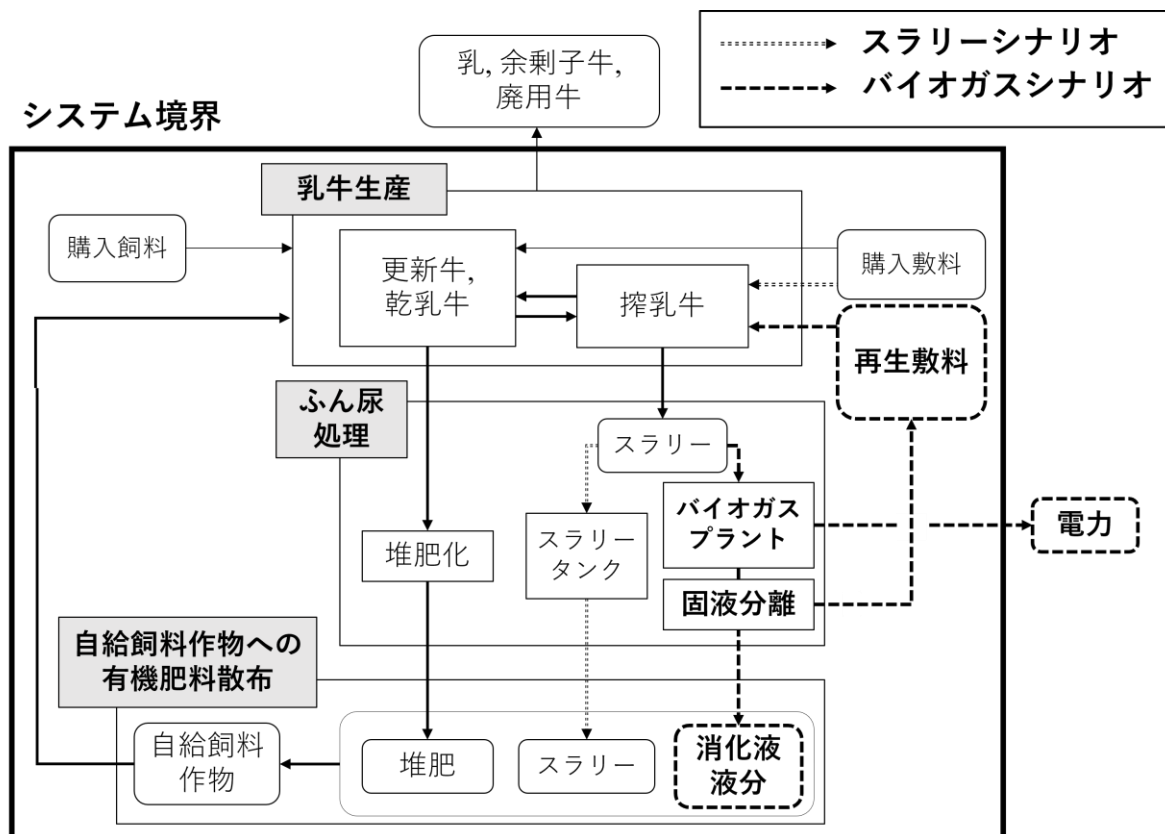 スラリーシナリオ
バイオガスシナリオ
乳, 余剰子牛,
廃用牛
システム境界
乳牛生産
購入飼料
更新牛,
乾乳牛
搾乳牛
購入敷料
再生敷料
ふん尿
処理
スラリー
バイオガス
プラント
電力
堆肥化
スラリー
タンク
固液分離
自給飼料作物への
有機肥料散布
自給飼料
作物
堆肥
スラリー
消化液
液分